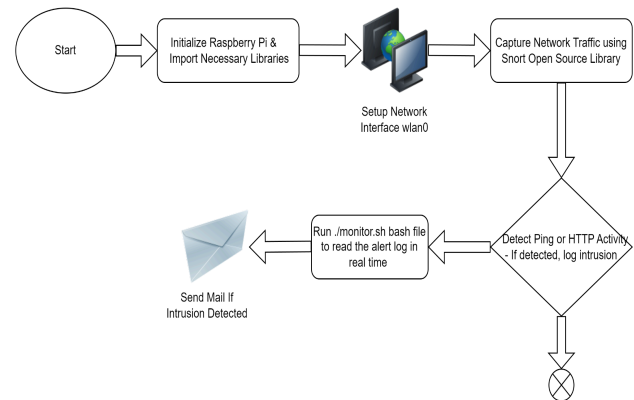 Start
Initialize Raspberry Pi &
Import Necessary Libraries
Setup Network
Interface wlan0
Capture Network Traffic using
Snort Open Source Library
Detect Ping or HTTP Activity
- If detected, log intrusion
Run ./monitor.sh bash file
to read the alert log in
real time
Send Mail If
Intrusion Detected